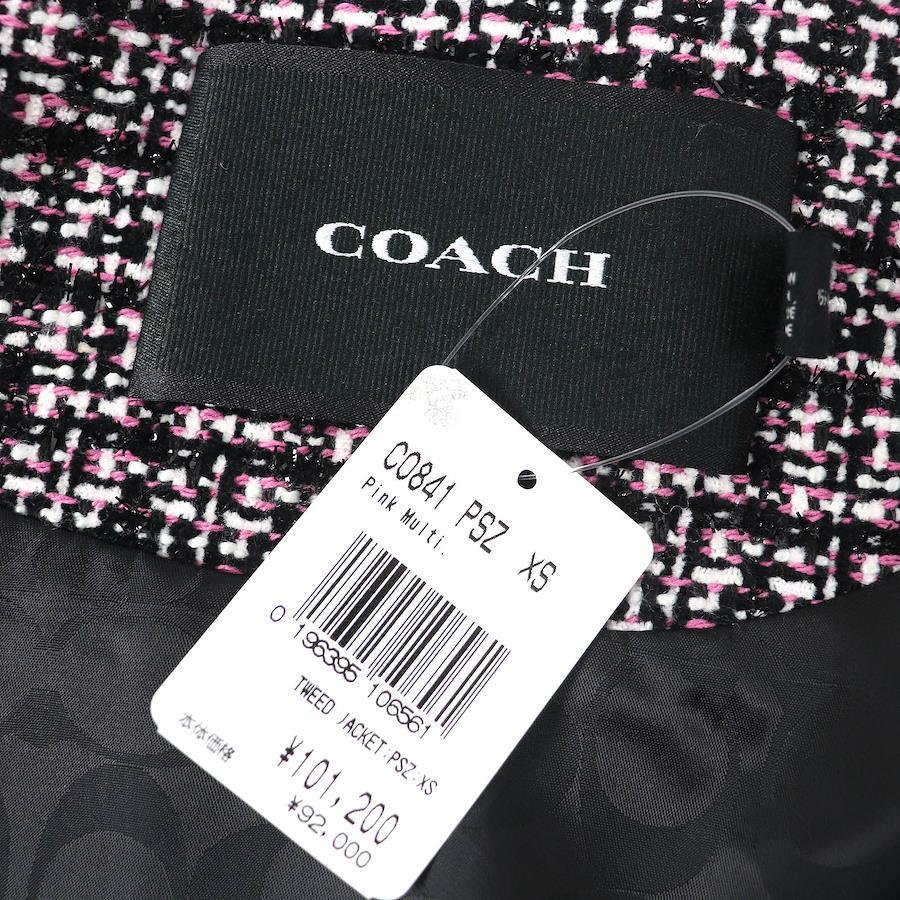 COACH
CO841 PSZ XS
Pink Multi.
0 196395 106561
TWEED JACKET:PSZ:XS
本体価格
¥101,200
¥92,000